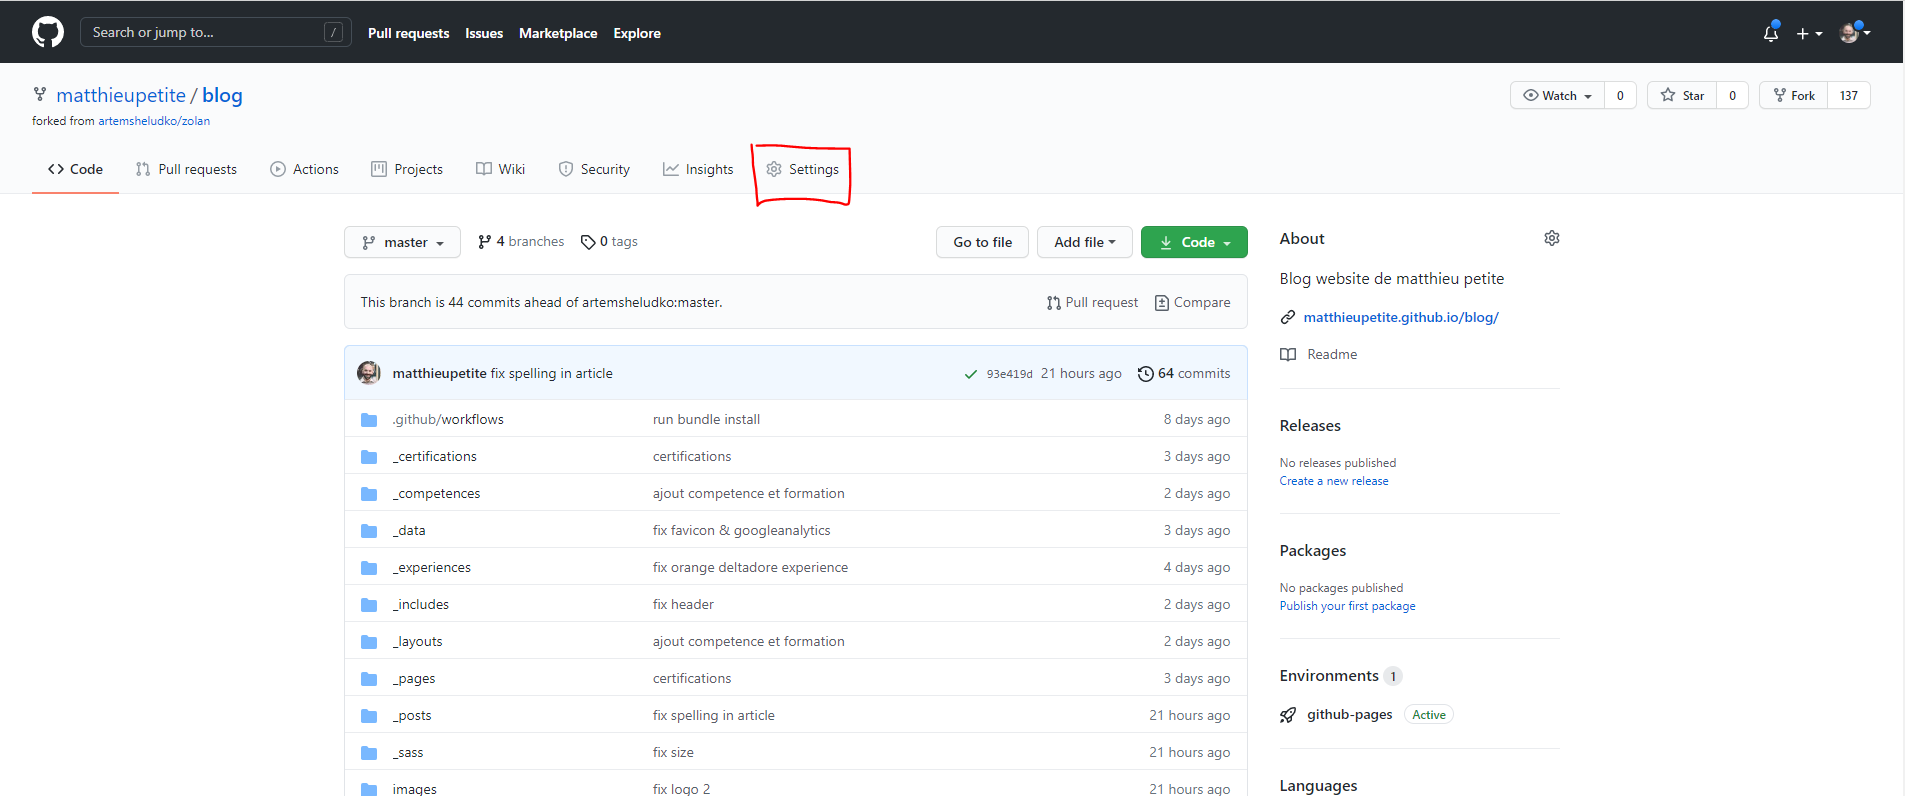 Search or jump to... /
Pull requests Issues Marketplace Explore
matthieupetite / blog
forked from artemsheludko/zolan
Watch 0 Star 0 Fork 137
Code Pull requests Actions Projects Wiki Security Insights Settings
master 4 branches 0 tags Go to file Add file Code
This branch is 44 commits ahead of artemsheludko:master. Pull request Compare
matthieupetite fix spelling in article 93e419d 21 hours ago 64 commits
.github/workflows run bundle install 8 days ago
_certifications certifications 3 days ago
_competences ajout competence et formation 2 days ago
_data fix favicon & googleanalytics 3 days ago
_experiences fix orange deltadore experience 4 days ago
_includes fix header 2 days ago
_layouts ajout competence et formation 2 days ago
_pages certifications 3 days ago
_posts fix spelling in article 21 hours ago
_sass fix size 21 hours ago
images fix logo 2 21 hours ago
About
Blog website de matthieu petite
matthieupetite.github.io/blog/
Readme
Releases
No releases published
Create a new release
Packages
No packages published
Publish your first package
Environments 1
github-pages Active
Languages